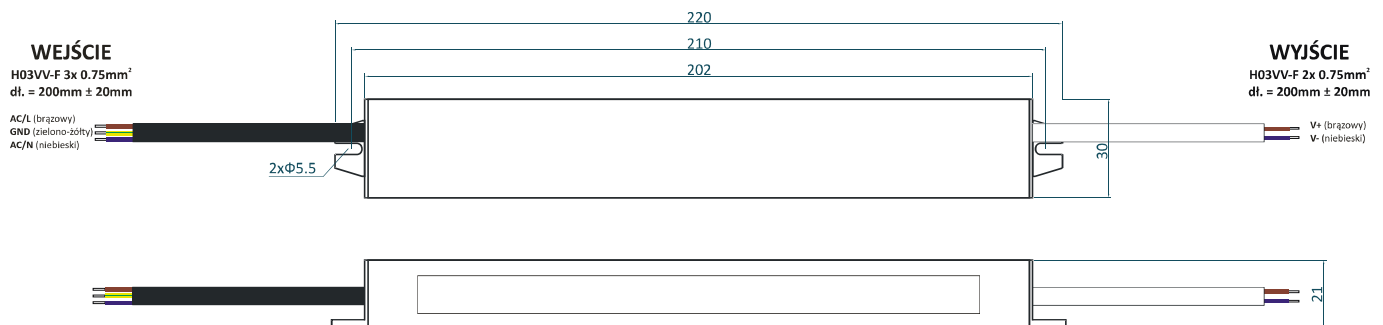 220
WEJŚCIE
210
WYJŚCIE
H03VV-F 3x 0.75mm²
202
H03VV-F 2x 0.75mm²
dł. = 200mm ± 20mm
dł. = 200mm ± 20mm
AC/L (brązowy)
GND (zielono-żółty)
AC/N (niebieski)
V+ (brązowy)
V- (niebieski)
30
2xΦ5.5
21